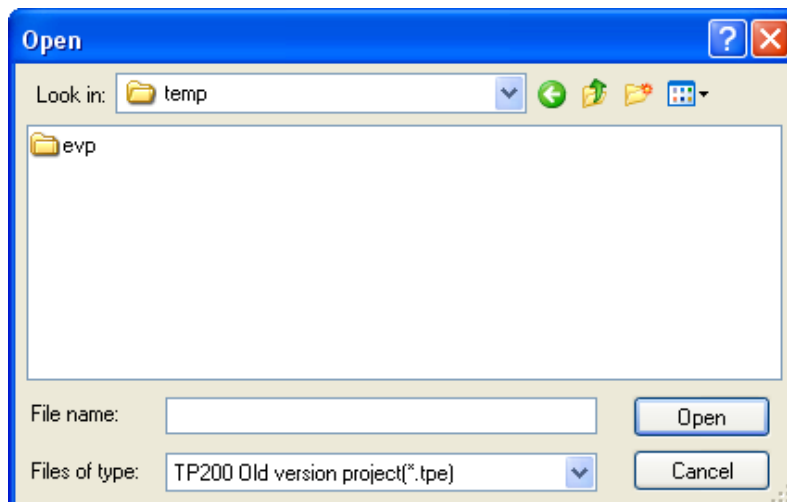 Open
Look in: temp
evp
File name: Open
Files of type: TP200 Old version project(*.tpe) Cancel